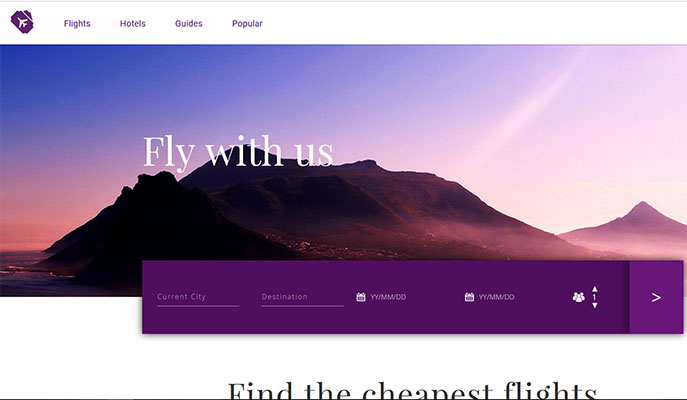 Flights Hotels Guides Popular
Fly with us
Current City Destination YY/MM/DD YY/MM/DD 1 >
Find the cheapest flights